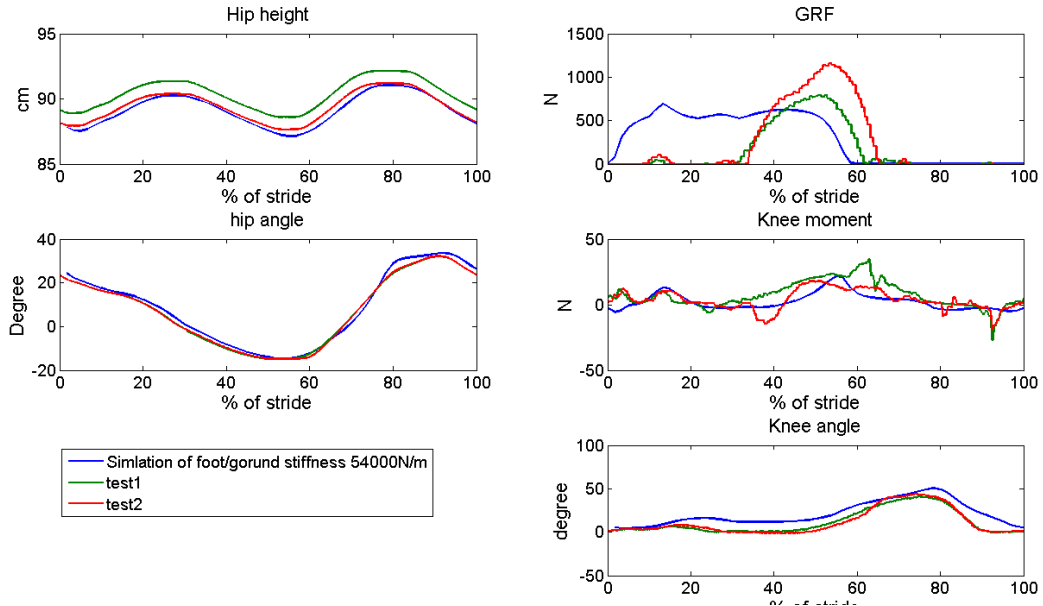 Hip height
95
90
85
cm
0 20 40 60 80 100
% of stride
GRF
1500
1000
500
0
N
0 20 40 60 80 100
% of stride
hip angle
40
20
0
-20
Degree
0 20 40 60 80 100
% of stride
Knee moment
50
0
-50
N
0 20 40 60 80 100
% of stride
Simlation of foot/gorund stiffness 54000N/m
test1
test2
Knee angle
100
50
0
-50
degree
0 20 40 60 80 100
% of stride